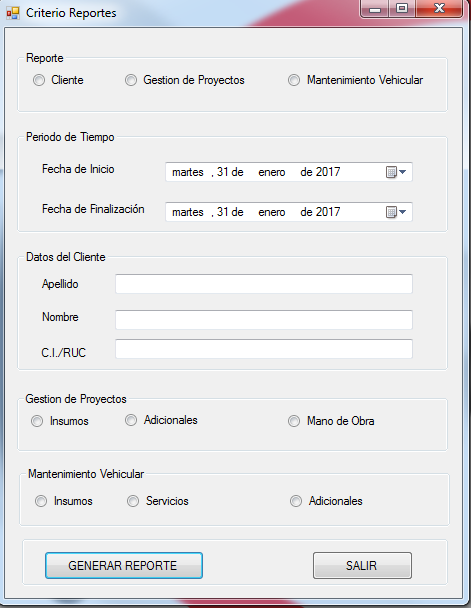 Criterio Reportes
Reporte
Cliente Gestion de Proyectos Mantenimiento Vehicular
Periodo de Tiempo
Fecha de Inicio martes , 31 de enero de 2017
Fecha de Finalización martes , 31 de enero de 2017
Datos del Cliente
Apellido
Nombre
C.I./RUC
Gestion de Proyectos
Insumos Adicionales Mano de Obra
Mantenimiento Vehicular
Insumos Servicios Adicionales
GENERAR REPORTE SALIR